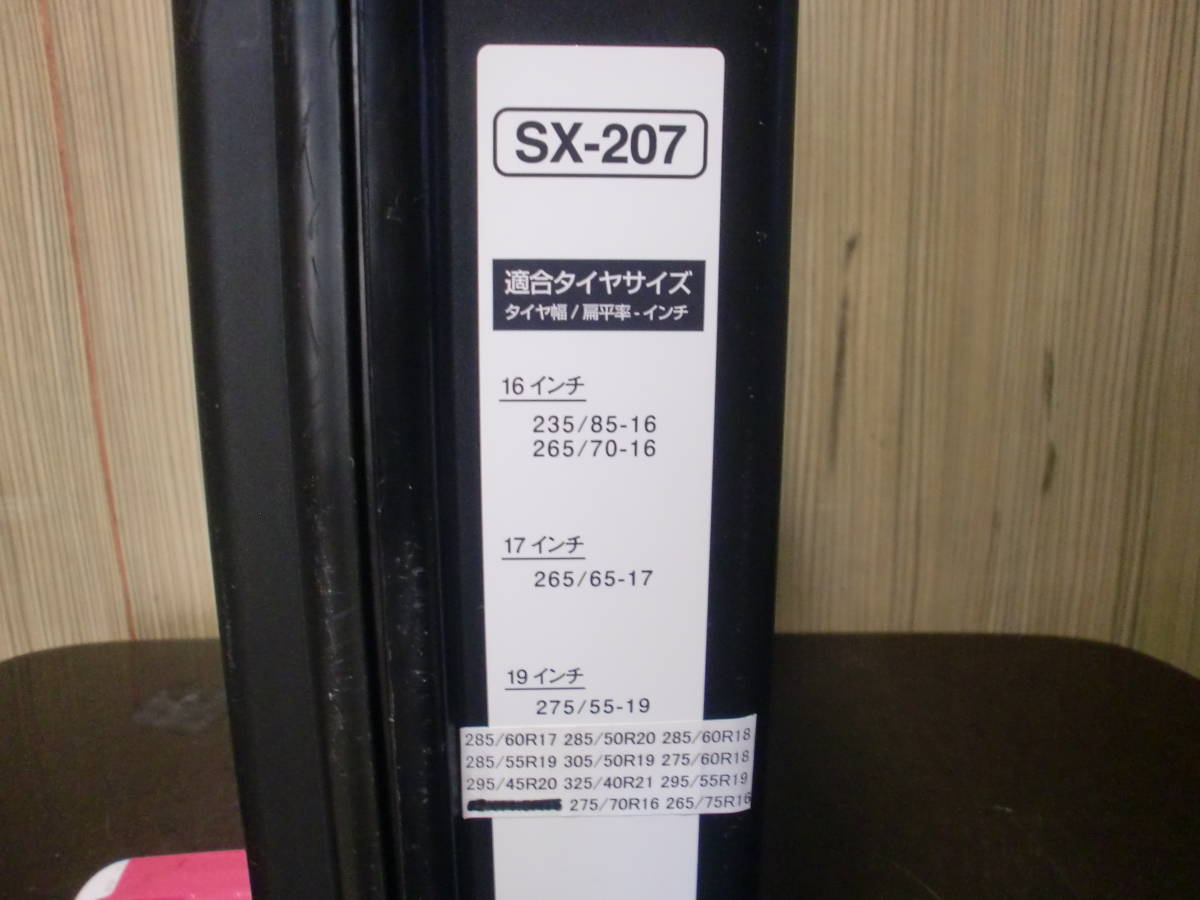 SX-207
適合タイヤサイズ
タイヤ幅 / 扁平率 - インチ
16 インチ
235/85-16
265/70-16
17 インチ
265/65-17
19 インチ
275/55-19
285/60R17 285/50R20 285/60R18
285/55R19 305/50R19 275/60R18
295/45R20 325/40R21 295/55R19
275/70R16 265/75R16